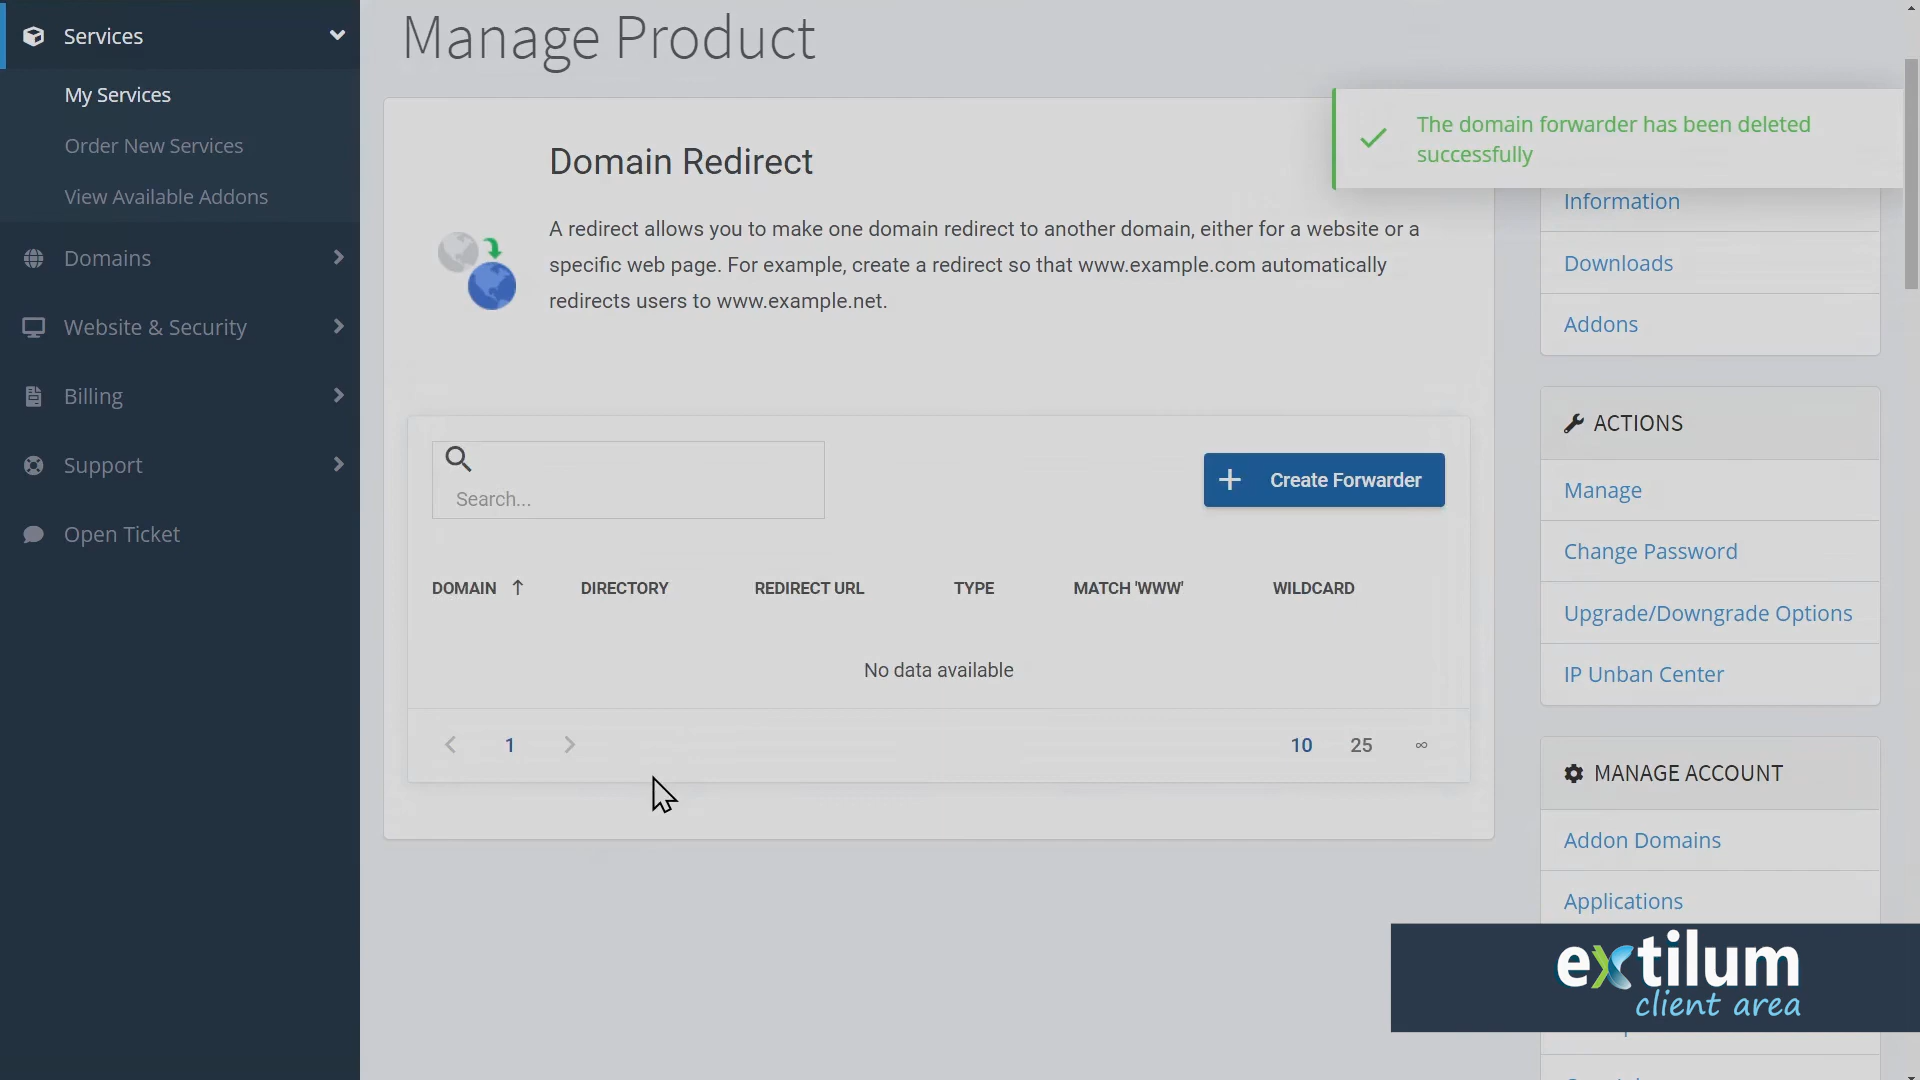 Services
My Services
Order New Services
View Available Addons
Domains
Website & Security
Billing
Support
Open Ticket
Manage Product
The domain forwarder has been deleted
successfully
Domain Redirect
A redirect allows you to make one domain redirect to another domain, either for a website or a
specific web page. For example, create a redirect so that www.example.com automatically
redirects users to www.example.net.
Search...
Create Forwarder
DOMAIN DIRECTORY REDIRECT URL TYPE MATCH 'WWW' WILDCARD
No data available
1
10 25 ∞
Information
Downloads
Addons
ACTIONS
Manage
Change Password
Upgrade/Downgrade Options
IP Unban Center
MANAGE ACCOUNT
Addon Domains
Applications
extilum
client area